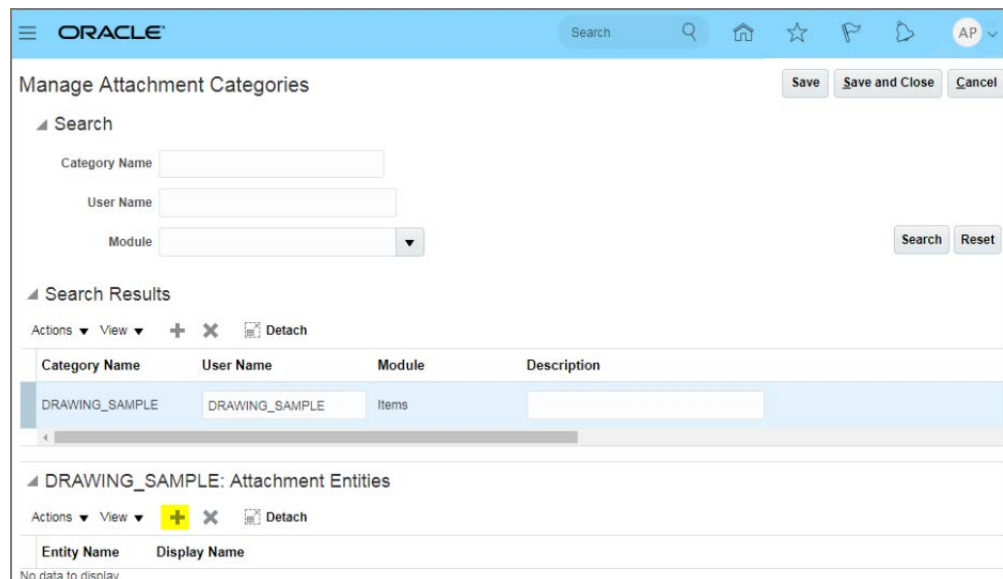 ORACLE Search AP
Manage Attachment Categories Save Save and Close Cancel
Search
Category Name
User Name
Module Search Reset
Search Results
Actions View Detach
Category Name User Name Module Description
DRAWING_SAMPLE DRAWING_SAMPLE Items
DRAWING_SAMPLE: Attachment Entities
Actions View Detach
Entity Name Display Name
No data to display